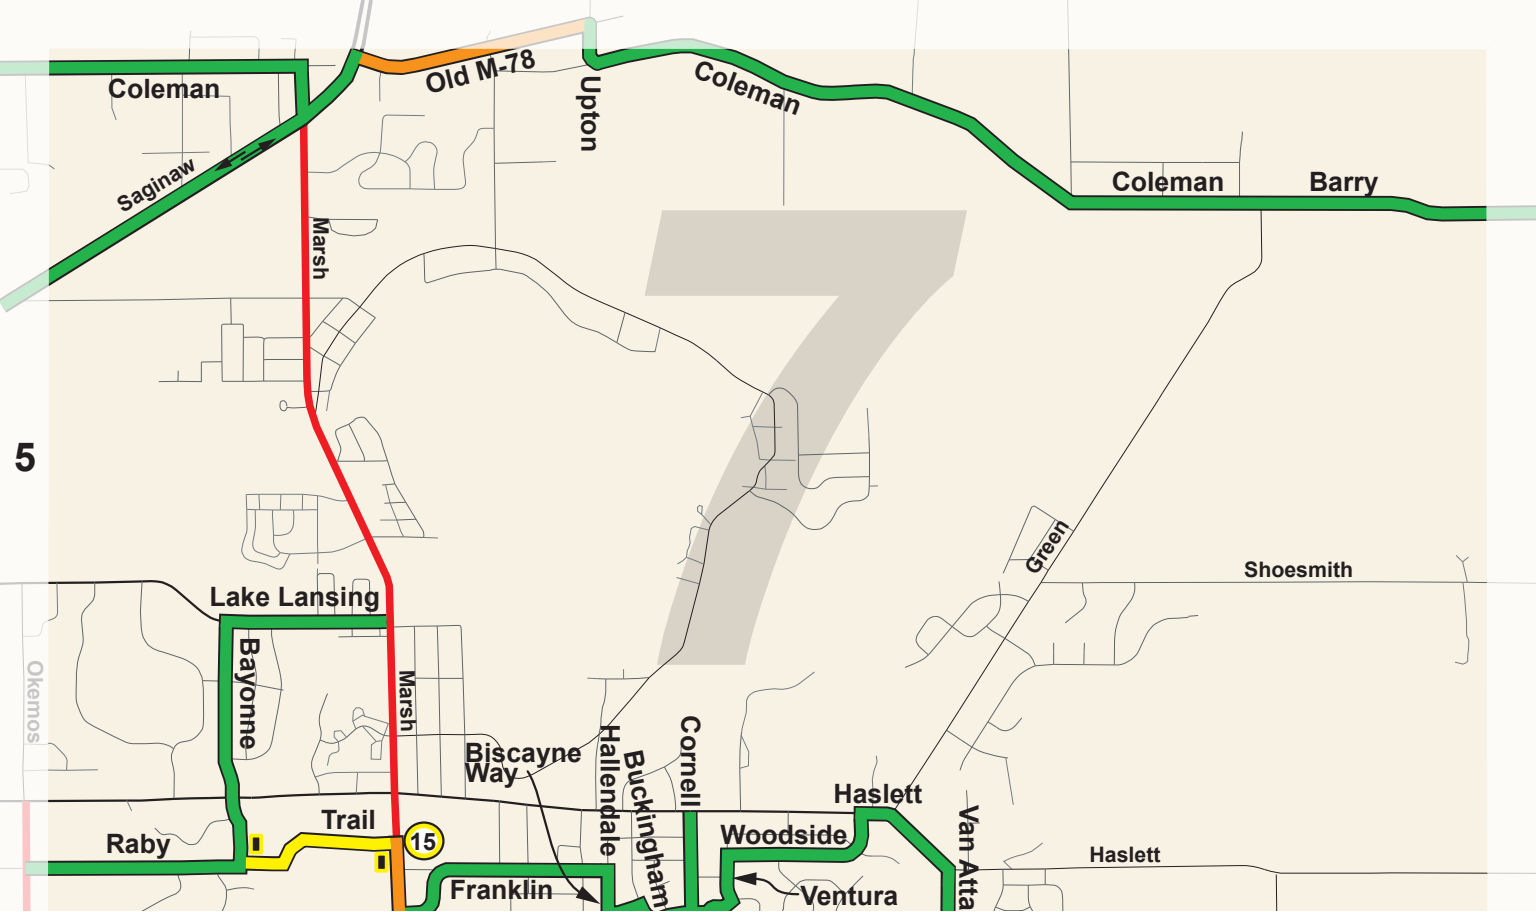 Old M-78
Coleman
Coleman
Upton
Saginaw
Coleman
Barry
Marsh
7
5
Green
Shoesmith
Lake Lansing
Bayonne
Okemos
Marsh
Biscayne
Way
Hallendale
Buckingham
Cornell
Haslett
Trail
15
Raby
Woodside
Van Atta
Haslett
Franklin
Ventura